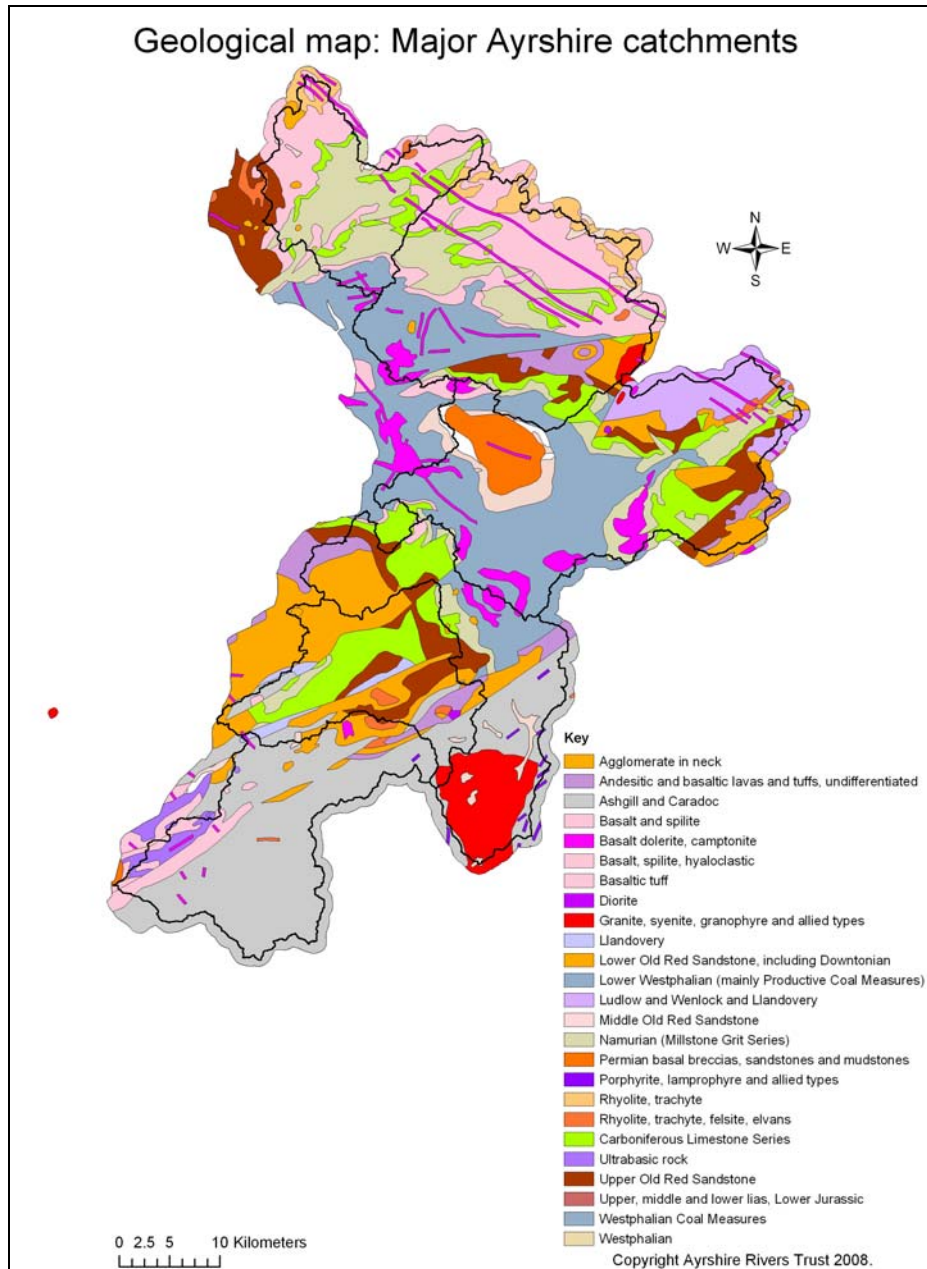 Geological map: Major Ayrshire catchments
N
W E
S
Key
Agglomerate in neck
Andesitic and basaltic lavas and tuffs, undifferentiated
Ashgill and Caradoc
Basalt and spilite
Basalt dolerite, camptonite
Basalt, spilite, hyaloclastic
Basaltic tuff
Diorite
Granite, syenite, granophyre and allied types
Llandovery
Lower Old Red Sandstone, including Downtonian
Lower Westphalian (mainly Productive Coal Measures)
Ludlow and Wenlock and Llandovery
Middle Old Red Sandstone
Namurian (Millstone Grit Series)
Permian basal breccias, sandstones and mudstones
Porphyrite, lamprophyre and allied types
Rhyolite, trachyte
Rhyolite, trachyte, felsite, elvans
Carboniferous Limestone Series
Ultrabasic rock
Upper Old Red Sandstone
Upper, middle and lower lias, Lower Jurassic
Westphalian Coal Measures
Westphalian
0 2.5 5 10 Kilometers
Copyright Ayrshire Rivers Trust 2008.